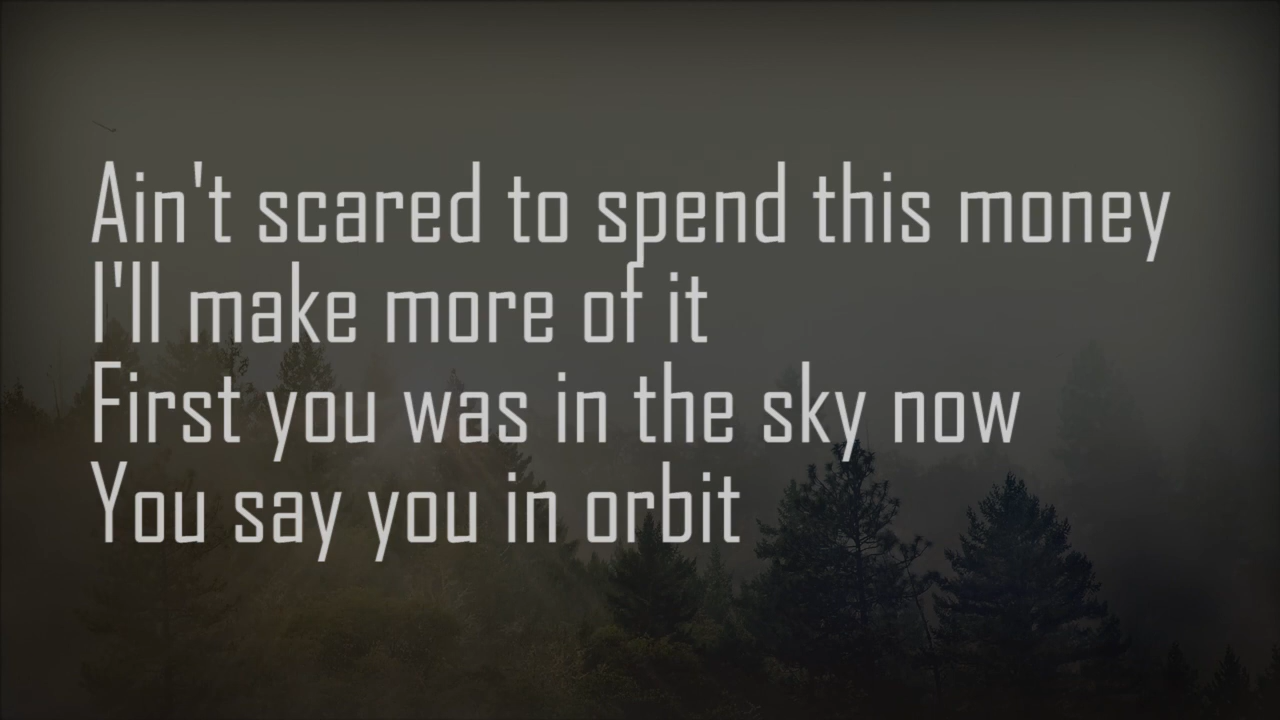 Ain't scared to spend this money
I'll make more of it
First you was in the sky now
You say you in orbit